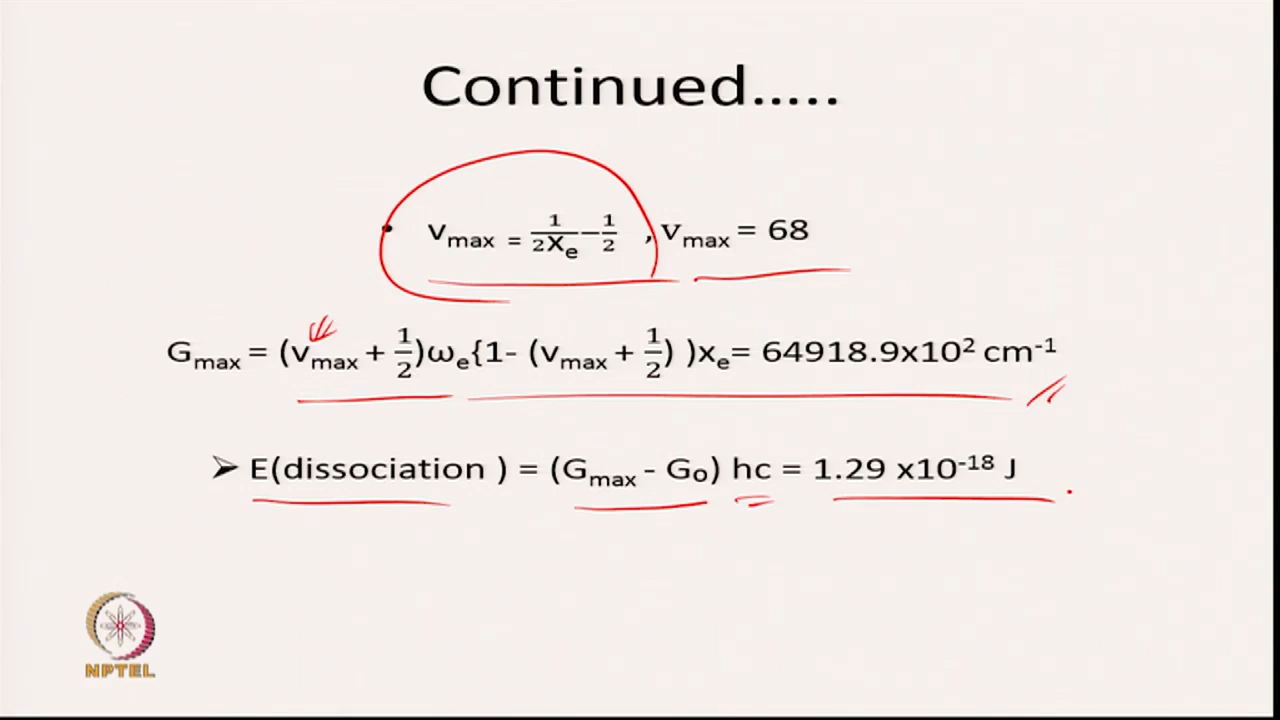 Continued.....
• v_max = 1/2x_e − 1/2 , v_max = 68
G_max = (v_max + 1/2)ω_e{1- (v_max + 1/2) )x_e= 64918.9x10² cm⁻¹
➢ E(dissociation ) = (G_max - G₀) hc = 1.29 x10⁻¹⁸ J
NPTEL